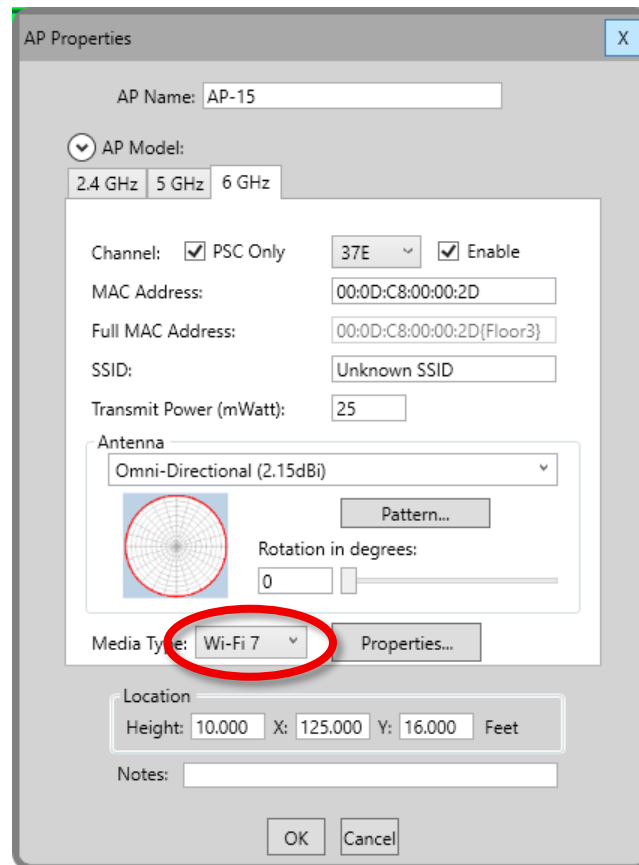 AP Properties X
AP Name: AP-15
AP Model:
2.4 GHz 5 GHz 6 GHz
Channel: PSC Only 37E Enable
MAC Address: 00:0D:C8:00:00:2D
Full MAC Address: 00:0D:C8:00:00:2D{Floor3}
SSID: Unknown SSID
Transmit Power (mWatt): 25
Antenna
Omni-Directional (2.15dBi)
Pattern...
Rotation in degrees:
0
Media Type: Wi-Fi 7 Properties...
Location
Height: 10.000 X: 125.000 Y: 16.000 Feet
Notes:
OK Cancel